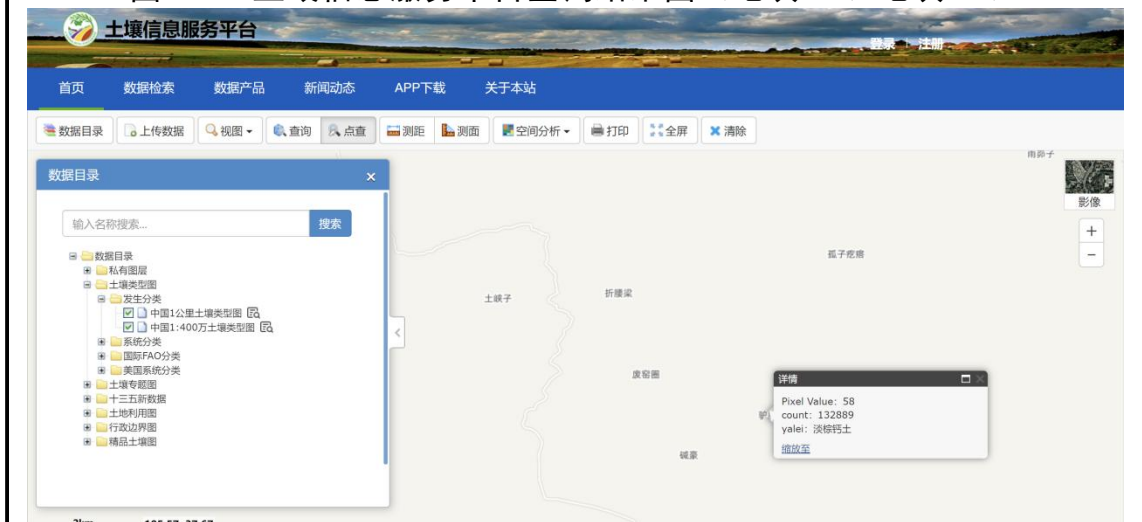 土壤信息服务平台
登录 | 注册
首页 数据检索 数据产品 新闻动态 APP下载 关于本站
数据目录 上传数据 视图 查询 点查 测距 测面 空间分析 打印 全屏 清除
数据目录 ×
输入名称搜索... 搜索
数据目录
私有图层
土壤类型图
发生分类
中国1公里土壤类型图
中国1:400万土壤类型图
系统分类
国际FAO分类
美国系统分类
土壤专题图
十三五新数据
土地利用图
行政边界图
精品土壤图
影像
+
−
孤子疙瘩
土峡子
折腰梁
废窑圈
碱豪
详情
Pixel Value: 58
count: 132889
yalei: 淡棕钙土
缩放至